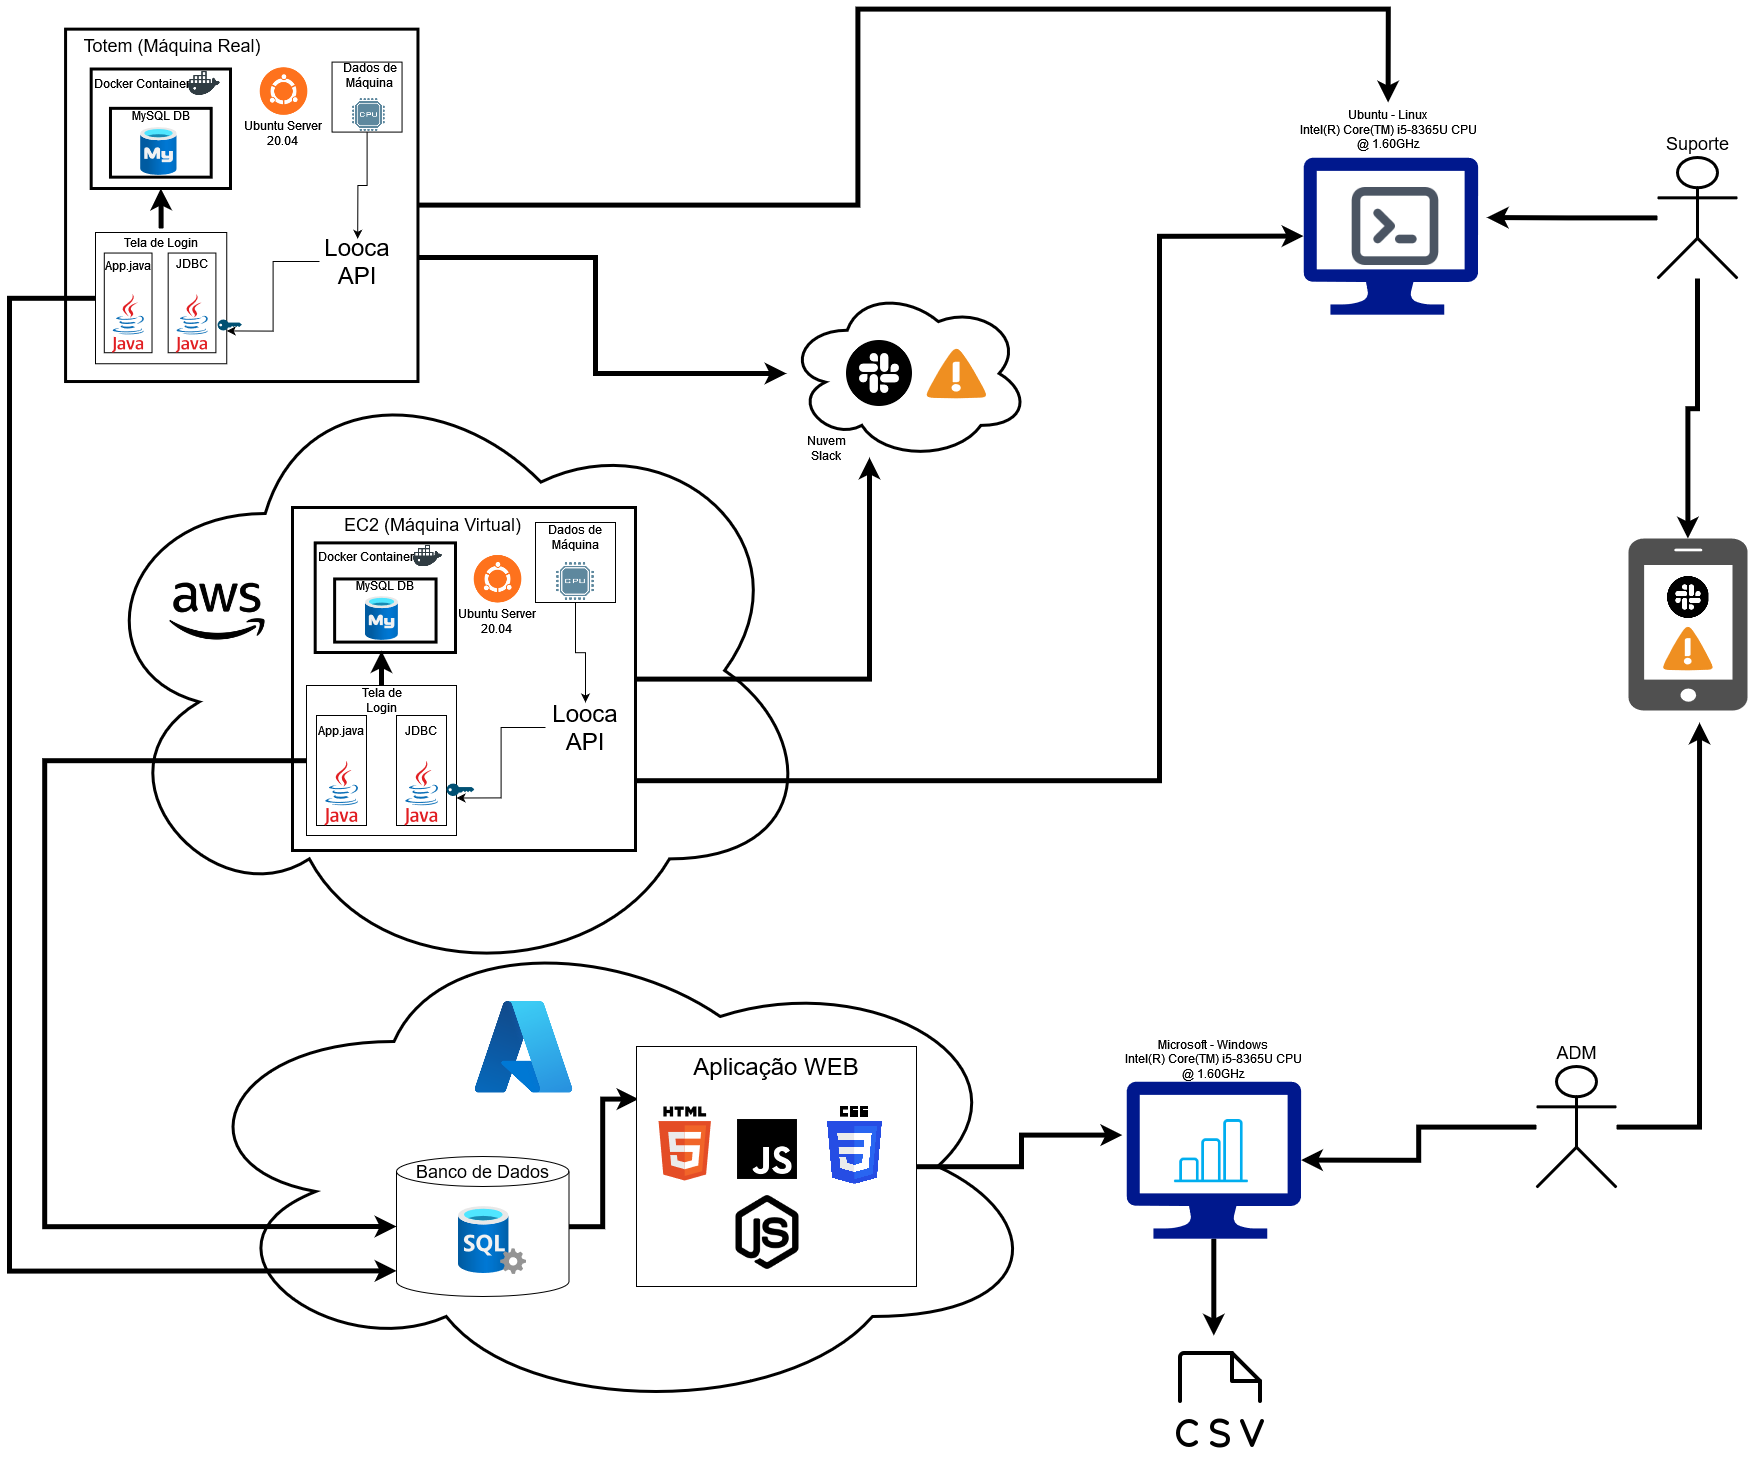 Totem (Máquina Real)
Docker Container
MySQL DB
My
Ubuntu Server
20.04
Dados de
Máquina
CPU
Tela de Login
App.java
JDBC
Java
Java
Looca
API
Ubuntu - Linux
Intel(R) Core(TM) i5-8365U CPU
@ 1.60GHz
Suporte
Nuvem
Slack
aws
EC2 (Máquina Virtual)
Docker Container
MySQL DB
My
Ubuntu Server
20.04
Dados de
Máquina
CPU
Tela de
Login
App.java
JDBC
Java
Java
Looca
API
Banco de Dados
SQL
Aplicação WEB
HTML
5
JS
CSS
3
JS
Microsoft - Windows
Intel(R) Core(TM) i5-8365U CPU
@ 1.60GHz
ADM
CSV